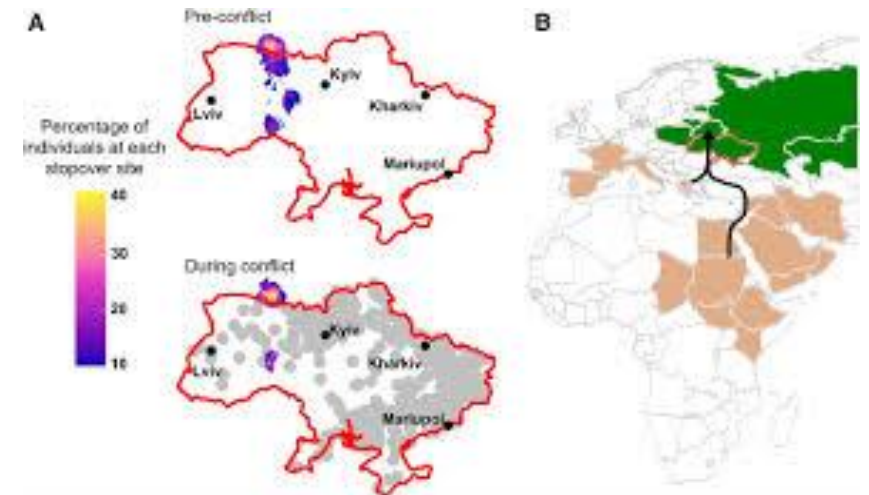 A
Pre-conflict
Kyiv
Lviv
Kharkiv
Mariupol
Percentage of
individuals at each
stopover site
40
30
20
10
During conflict
Kyiv
Kharkiv
Lviv
Mariupol
B